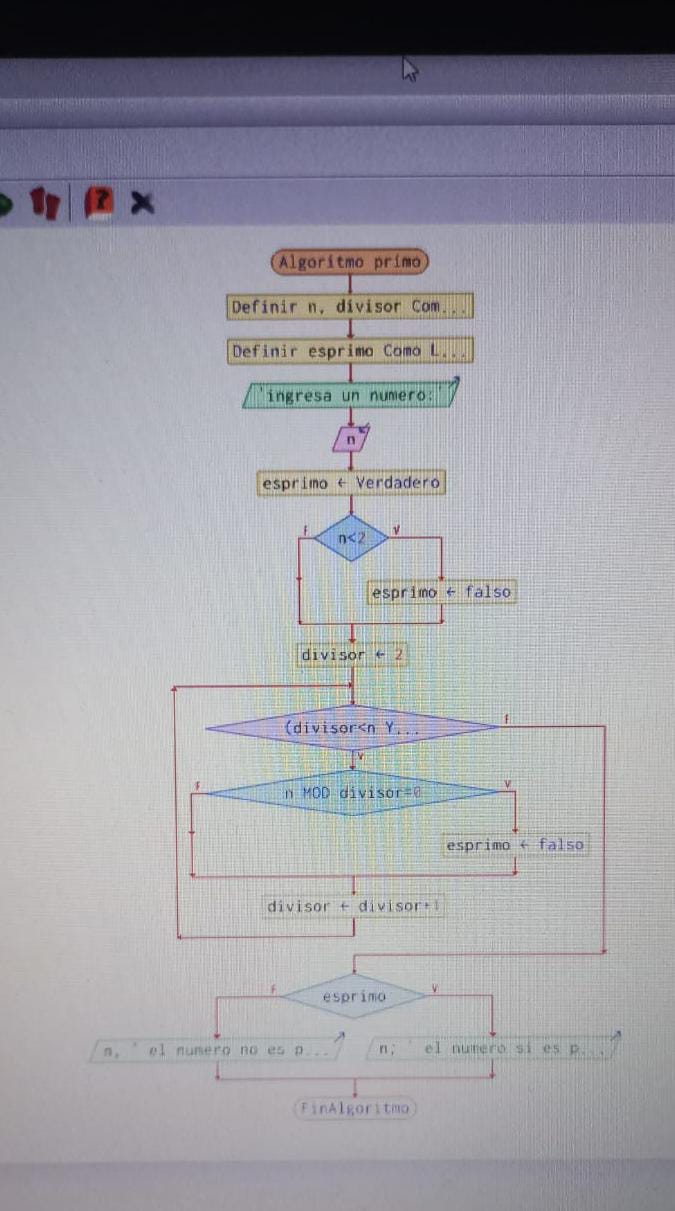 Algoritmo primo
Definir n, divisor Com...
Definir esprimo Como L...
'ingresa un numero:'
n
esprimo ← Verdadero
F
n<2
V
esprimo ← falso
divisor ← 2
(divisor<n Y...
F
V
F
n MOD divisor=0
V
esprimo ← falso
divisor ← divisor+1
F
esprimo
V
n, ' el numero no es p...
n; ' el numero si es p...
FinAlgoritmo